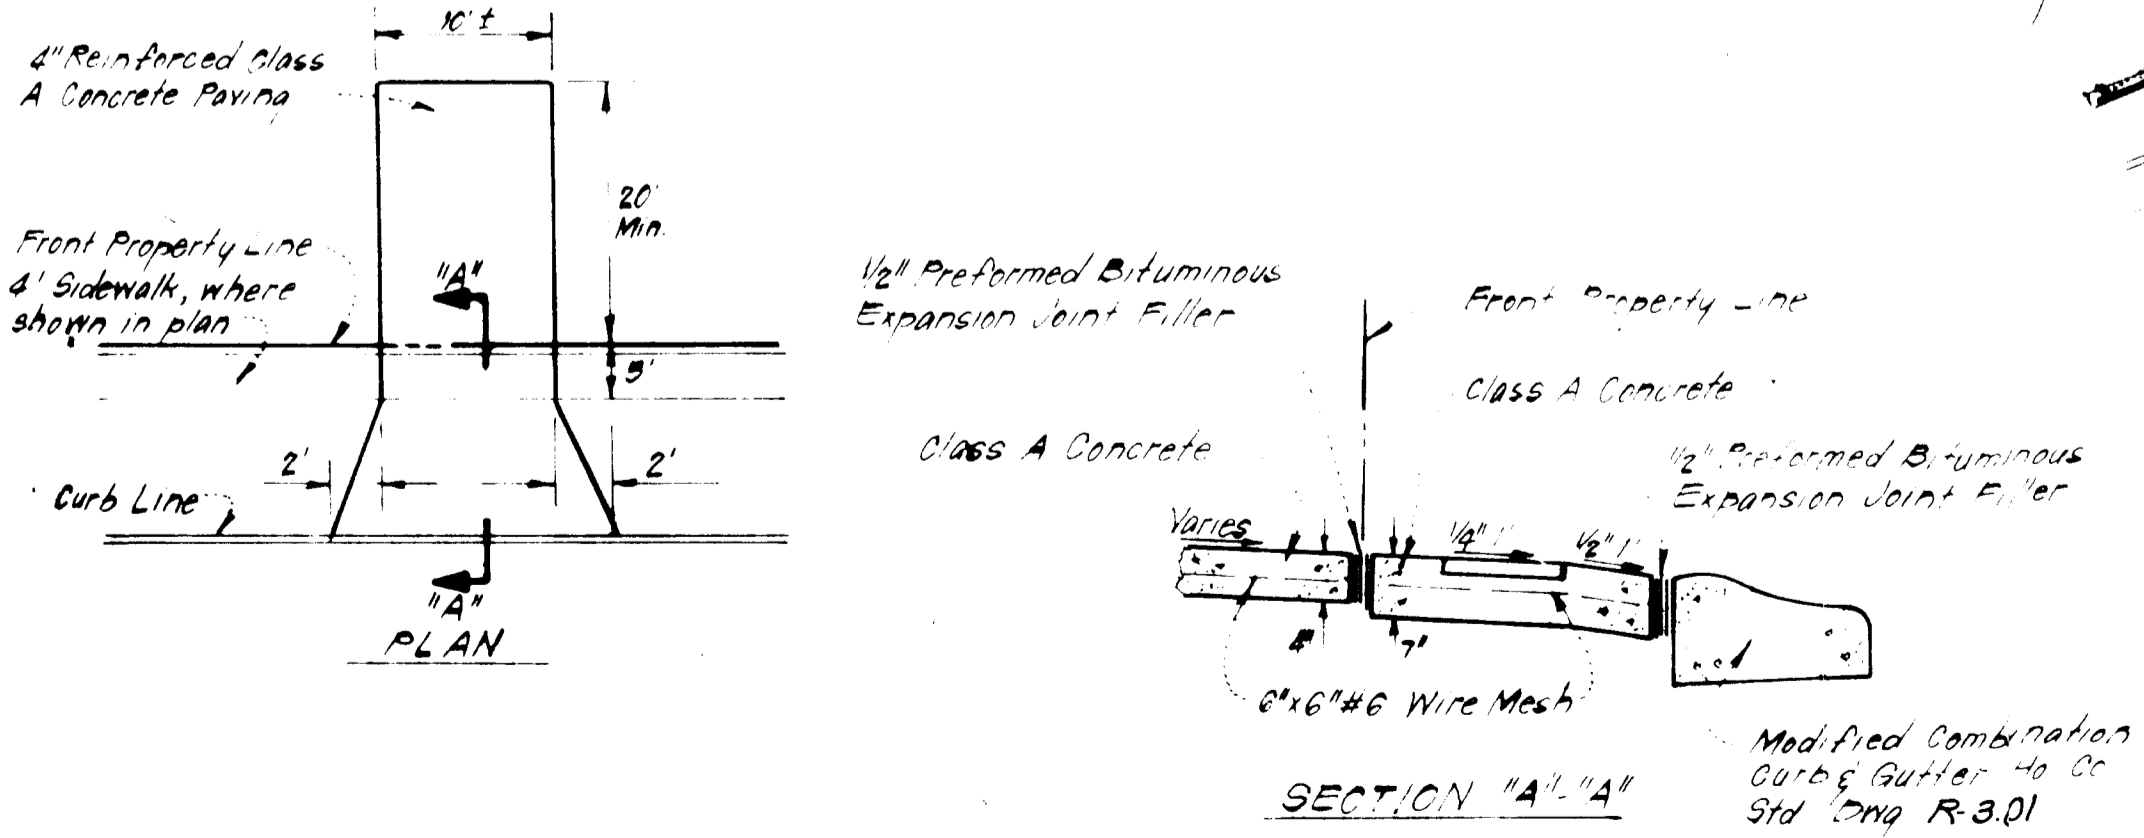 10' ±
4" Reinforced Class
A Concrete Paving
20'
Min.
Front Property Line
4' Sidewalk, where
shown in plan
"A"
5'
2'
2'
Curb Line
"A"
PLAN
1/2" Preformed Bituminous
Expansion Joint Filler
Front Property Line
Class A Concrete
Class A Concrete
1/2" Preformed Bituminous
Expansion Joint Filler
Varies
1/4" 1'
1/2" 1'
4"
7"
6"x6"#6 Wire Mesh
Modified Combination
Curb & Gutter Ho Co
Std Dwg R-3.01
SECTION "A"-"A"